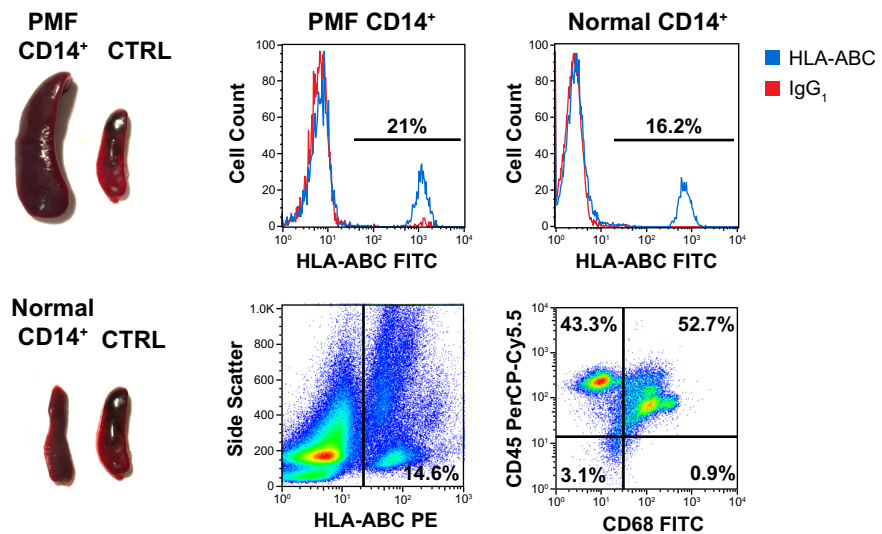 PMF
CD14⁺ CTRL
PMF CD14⁺
Cell Count
100
80
60
40
20
0
21%
10⁰ 10¹ 10² 10³ 10⁴
HLA-ABC FITC
Normal CD14⁺
Cell Count
100
80
60
40
20
0
16.2%
10⁰ 10¹ 10² 10³ 10⁴
HLA-ABC FITC
HLA-ABC
IgG₁
Normal
CD14⁺ CTRL
Side Scatter
1.0K
800
600
400
200
0
14.6%
10⁰ 10¹ 10² 10³
HLA-ABC PE
CD45 PerCP-Cy5.5
10⁴
10³
10²
10¹
10⁰
43.3% 52.7%
3.1% 0.9%
10⁰ 10¹ 10² 10³ 10⁴
CD68 FITC